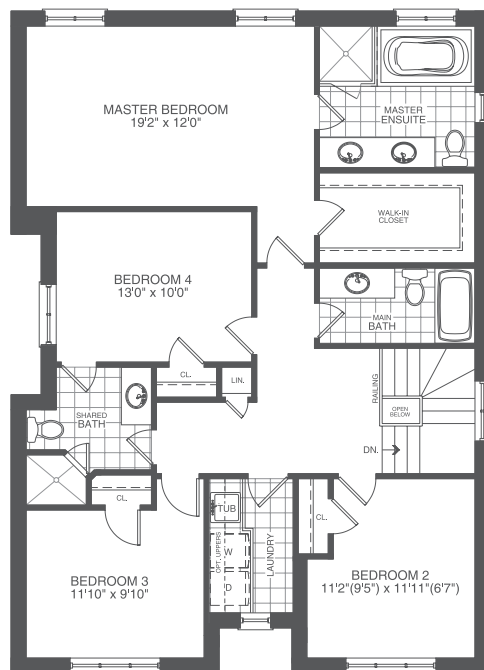 MASTER BEDROOM
19'2" x 12'0"
MASTER
ENSUITE
WALK-IN
CLOSET
BEDROOM 4
13'0" x 10'0"
MAIN
BATH
CL.
LIN.
RAILING
OPEN
BELOW
SHARED
BATH
DN.
CL.
TUB
OPT. UPPERS
W
D
LAUNDRY
CL.
BEDROOM 3
11'10" x 9'10"
BEDROOM 2
11'2"(9'5") x 11'11"(6'7")